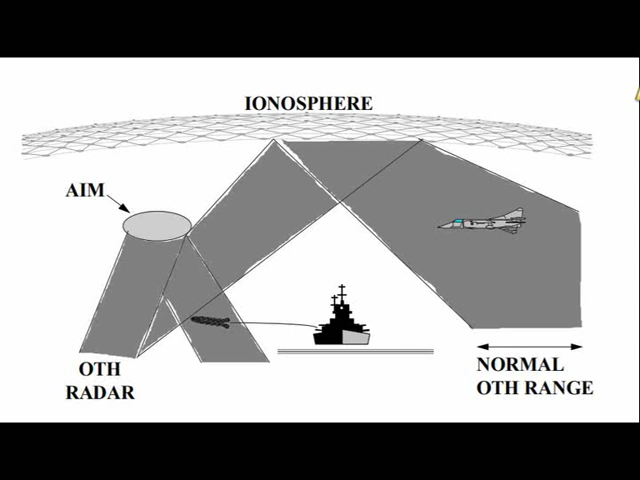 IONOSPHERE
AIM
OTH
RADAR
NORMAL
OTH RANGE